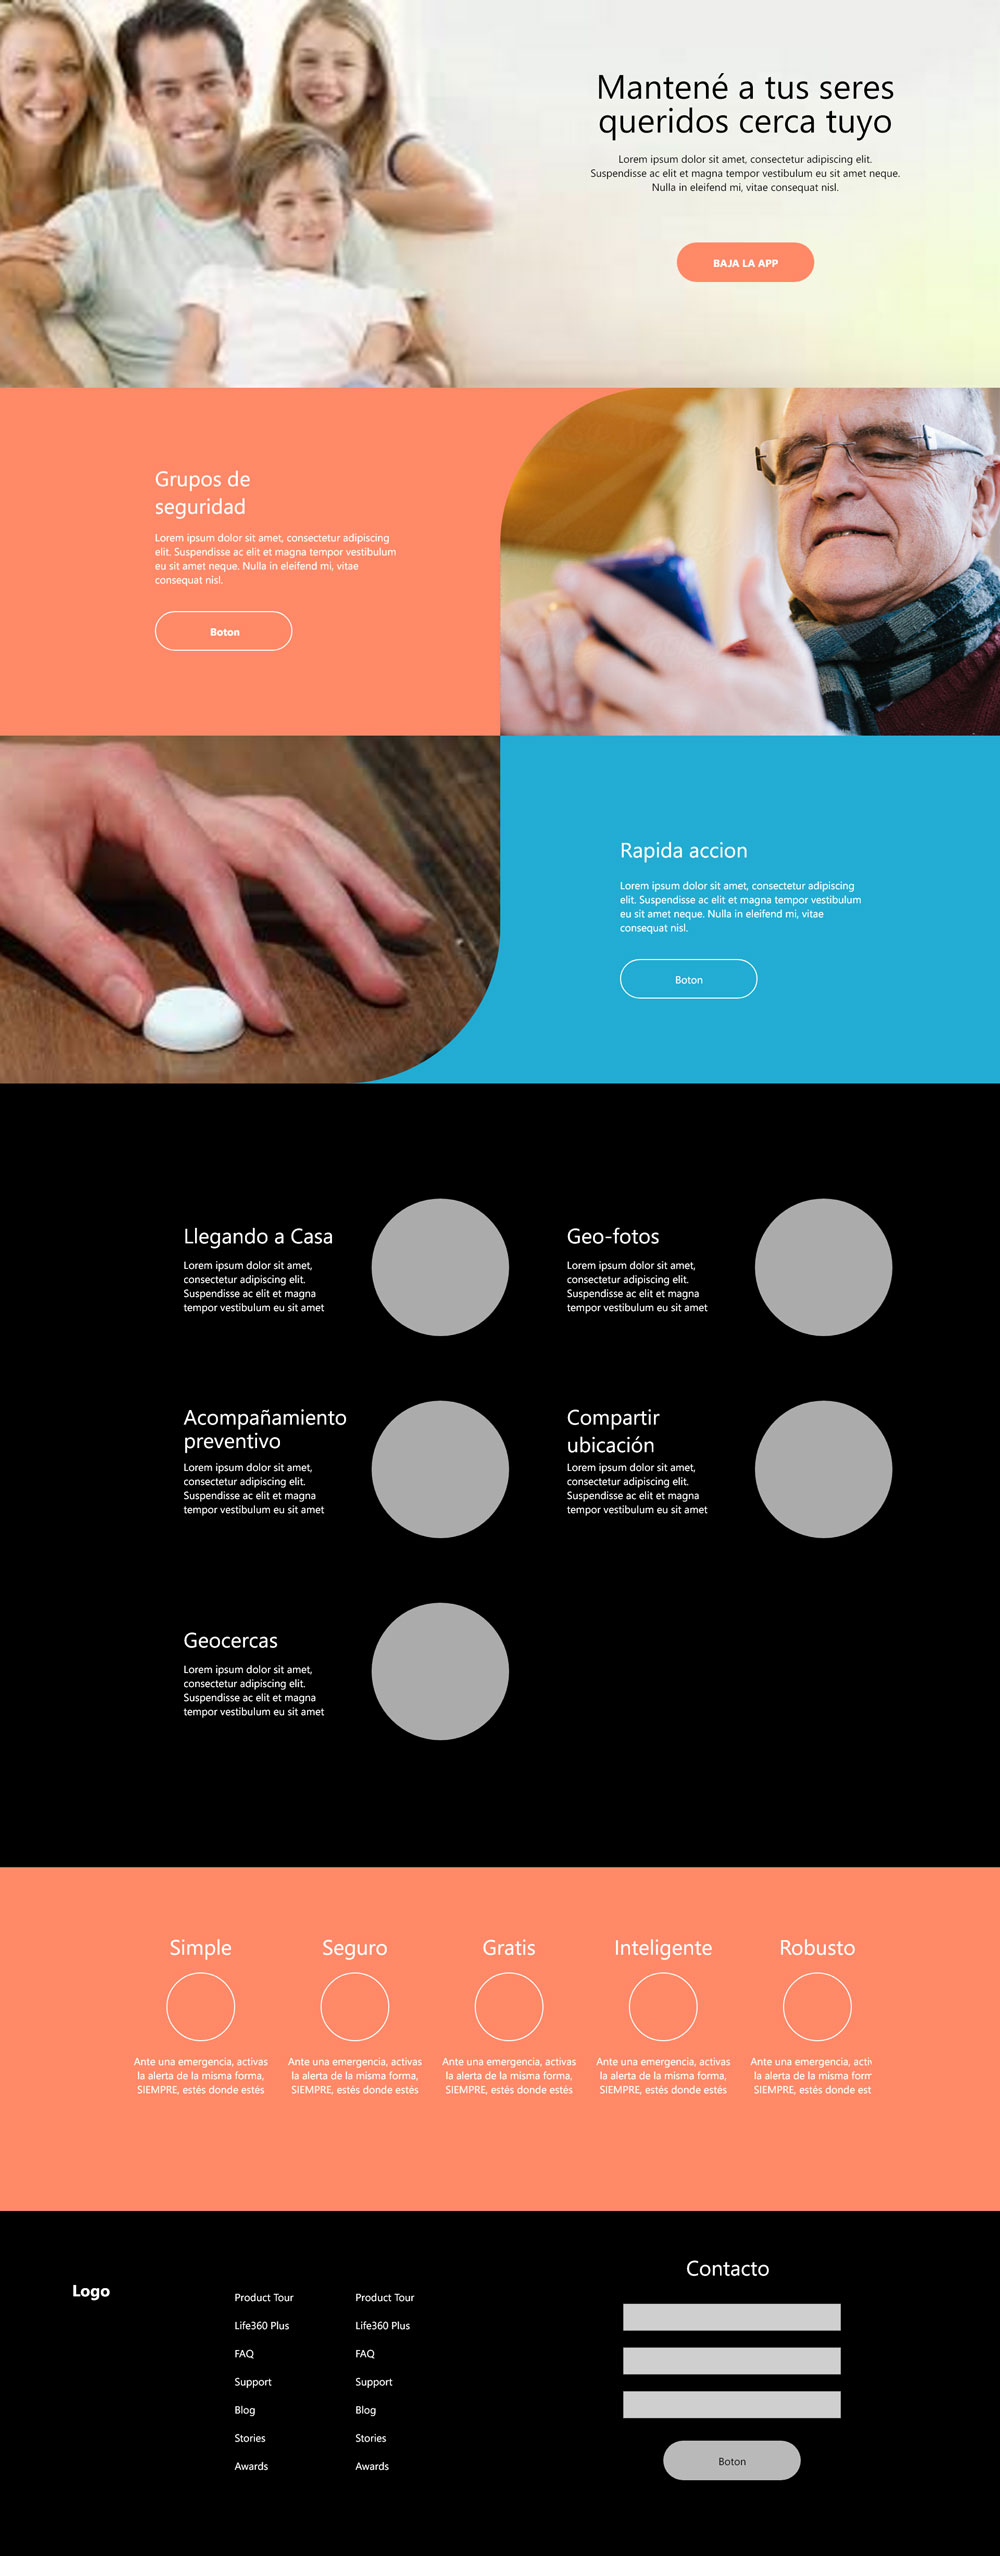 Mantené a tus seres
queridos cerca tuyo
Lorem ipsum dolor sit amet, consectetur adipiscing elit.
Suspendisse ac elit et magna tempor vestibulum eu sit amet neque.
Nulla in eleifend mi, vitae consequat nisl.
BAJA LA APP
Grupos de
seguridad
Lorem ipsum dolor sit amet, consectetur adipiscing
elit. Suspendisse ac elit et magna tempor vestibulum
eu sit amet neque. Nulla in eleifend mi, vitae
consequat nisl.
Boton
Rapida accion
Lorem ipsum dolor sit amet, consectetur adipiscing
elit. Suspendisse ac elit et magna tempor vestibulum
eu sit amet neque. Nulla in eleifend mi, vitae
consequat nisl.
Boton
Llegando a Casa
Lorem ipsum dolor sit amet,
consectetur adipiscing elit.
Suspendisse ac elit et magna
tempor vestibulum eu sit amet
Geo-fotos
Lorem ipsum dolor sit amet,
consectetur adipiscing elit.
Suspendisse ac elit et magna
tempor vestibulum eu sit amet
Acompañamiento
preventivo
Lorem ipsum dolor sit amet,
consectetur adipiscing elit.
Suspendisse ac elit et magna
tempor vestibulum eu sit amet
Compartir
ubicación
Lorem ipsum dolor sit amet,
consectetur adipiscing elit.
Suspendisse ac elit et magna
tempor vestibulum eu sit amet
Geocercas
Lorem ipsum dolor sit amet,
consectetur adipiscing elit.
Suspendisse ac elit et magna
tempor vestibulum eu sit amet
Simple
Ante una emergencia, activas
la alerta de la misma forma,
SIEMPRE, estés donde estés
Seguro
Ante una emergencia, activas
la alerta de la misma forma,
SIEMPRE, estés donde estés
Gratis
Ante una emergencia, activas
la alerta de la misma forma,
SIEMPRE, estés donde estés
Inteligente
Ante una emergencia, activas
la alerta de la misma forma,
SIEMPRE, estés donde estés
Robusto
Ante una emergencia, activ
la alerta de la misma form
SIEMPRE, estés donde est
Logo
Product Tour
Life360 Plus
FAQ
Support
Blog
Stories
Awards
Product Tour
Life360 Plus
FAQ
Support
Blog
Stories
Awards
Contacto
Boton